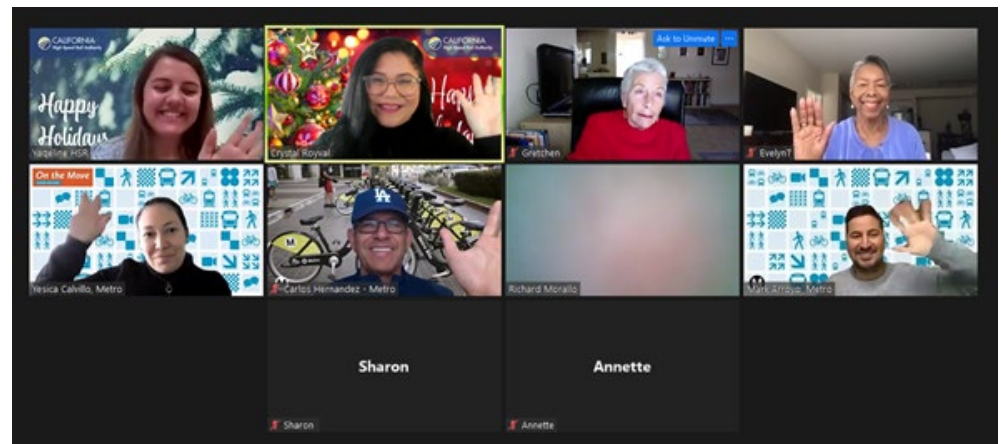 CALIFORNIA
High-Speed Rail Authority
Happy
Holidays
Yaqeline HSR
CALIFORNIA
High-Speed Rail Authority
Crystal Royval
Ask to Unmute
Gretchen
EvelynT
On the Move
Yesica Calvillo, Metro
LA
M
Carlos Hernandez - Metro
Richard Morallo
Mark Arroyo, Metro
Sharon
Annette
Sharon
Annette